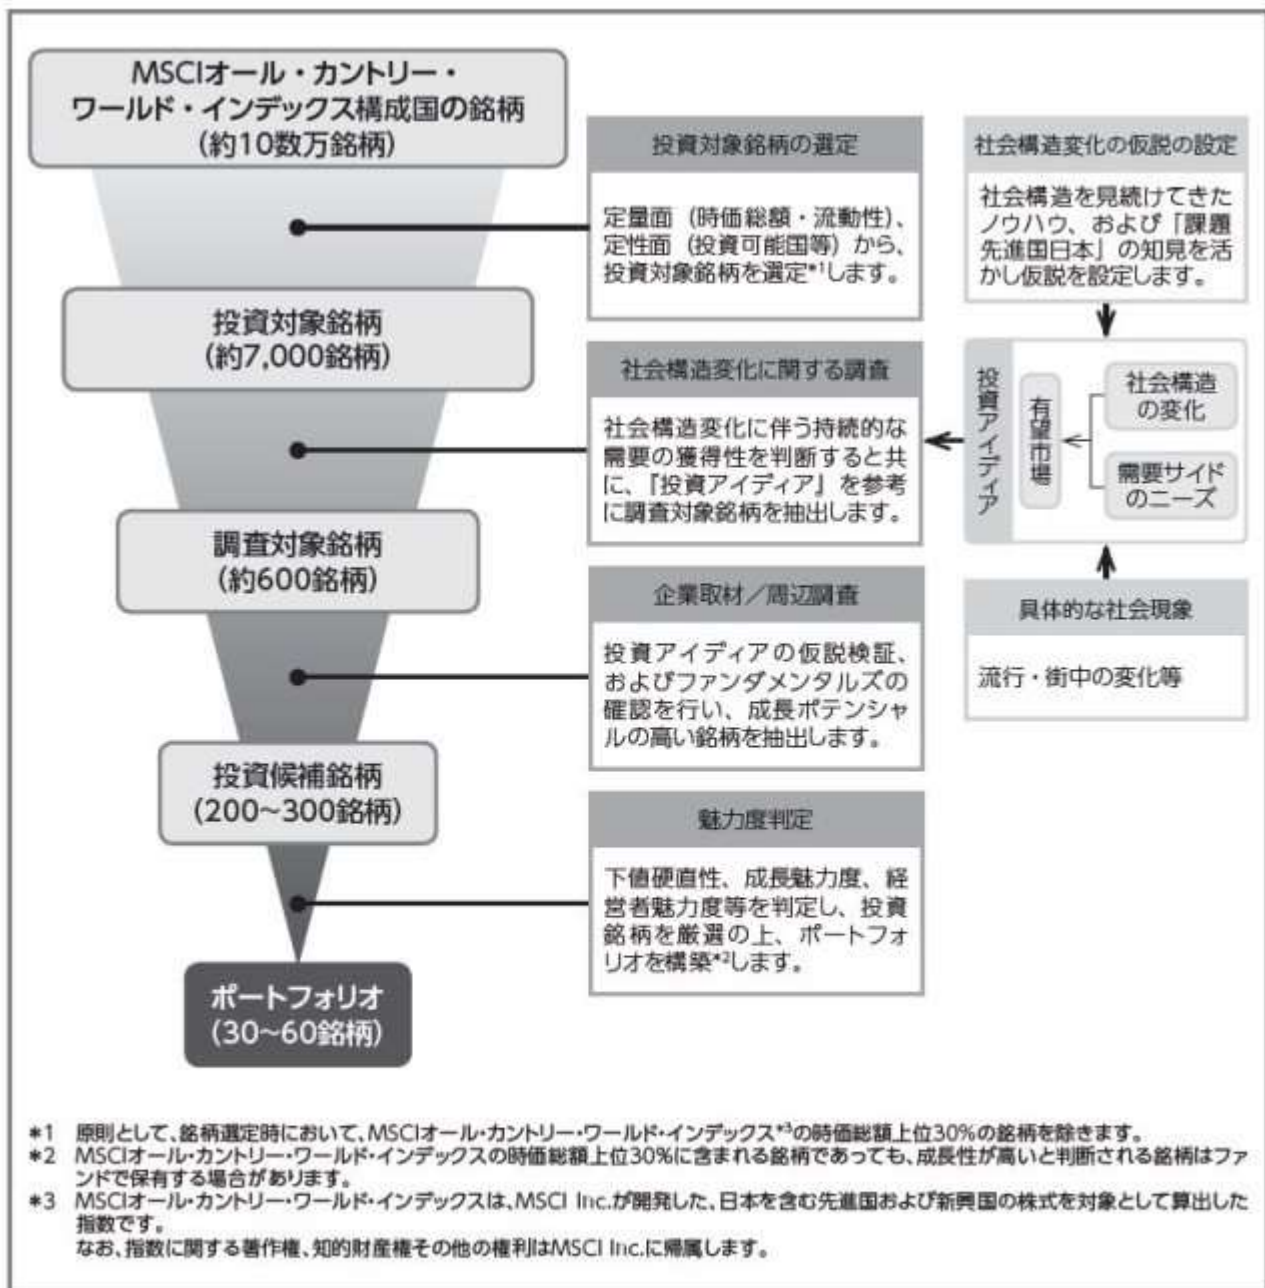 MSCIオール・カントリー・
ワールド・インデックス構成国の銘柄
(約10数万銘柄)
投資対象銘柄の選定
定量面（時価総額・流動性）、
定性面（投資可能国等）から、
投資対象銘柄を選定*1します。
社会構造変化の仮説の設定
社会構造を見続けてきた
ノウハウ、および「課題
先進国日本」の知見を活
かし仮説を設定します。
投資対象銘柄
(約7,000銘柄)
社会構造変化に関する調査
社会構造変化に伴う持続的な
需要の獲得性を判断すると共
に、『投資アイディア』を参考
に調査対象銘柄を抽出します。
投資アイディア
有望市場
社会構造
の変化
需要サイド
のニーズ
調査対象銘柄
(約600銘柄)
企業取材／周辺調査
投資アイディアの仮説検証、
およびファンダメンタルズの
確認を行い、成長ポテンシャ
ルの高い銘柄を抽出します。
具体的な社会現象
流行・街中の変化等
投資候補銘柄
(200～300銘柄)
魅力度判定
下値硬直性、成長魅力度、経
営者魅力度等を判定し、投資
銘柄を厳選の上、ポートフォ
リオを構築*2します。
ポートフォリオ
(30～60銘柄)
*1 原則として、銘柄選定時において、MSCIオール・カントリー・ワールド・インデックス*3の時価総額上位30%の銘柄を除きます。
*2 MSCIオール・カントリー・ワールド・インデックスの時価総額上位30%に含まれる銘柄であっても、成長性が高いと判断される銘柄はファ
ンドで保有する場合があります。
*3 MSCIオール・カントリー・ワールド・インデックスは、MSCI Inc.が開発した、日本を含む先進国および新興国の株式を対象として算出した
指数です。
なお、指数に関する著作権、知的財産権その他の権利はMSCI Inc.に帰属します。